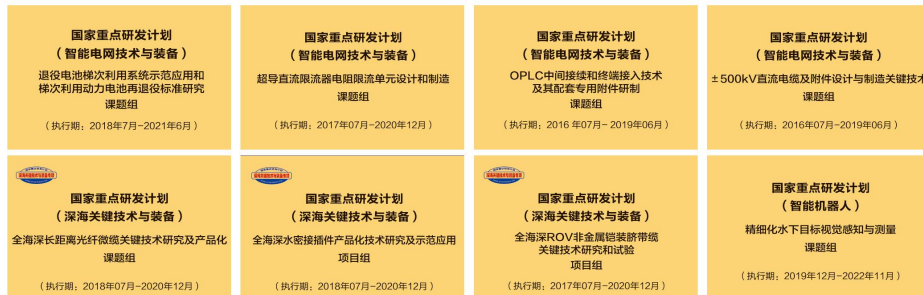 国家重点研发计划
（智能电网技术与装备）
退役电池梯次利用系统示范应用和
梯次利用动力电池再退役标准研究
课题组
（执行期：2018年7月-2021年6月）
国家重点研发计划
（智能电网技术与装备）
超导直流限流器电阻限流单元设计和制造
课题组
（执行期：2017年07月-2020年12月）
国家重点研发计划
（智能电网技术与装备）
OPLC中间接续和终端接入技术
及其配套专用附件研制
课题组
（执行期：2016 年07月- 2019年06月）
国家重点研发计划
（智能电网技术与装备）
±500kV直流电缆及附件设计与制造关键技术
课题组
（执行期：2016年07月-2019年06月）
国家重点研发计划
（深海关键技术与装备）
全海深长距离光纤微缆关键技术研究及产品化
课题组
（执行期：2018年07月-2020年12月）
国家重点研发计划
（深海关键技术与装备）
全海深水密接插件产品化技术研究及示范应用
项目组
（执行期：2018年07月-2020年12月）
国家重点研发计划
（深海关键技术与装备）
全海深ROV非金属铠装脐带缆
关键技术研究和试验
项目组
（执行期：2017年07月-2020年12月）
国家重点研发计划
（智能机器人）
精细化水下目标视觉感知与测量
课题组
（执行期：2019年12月-2022年11月）